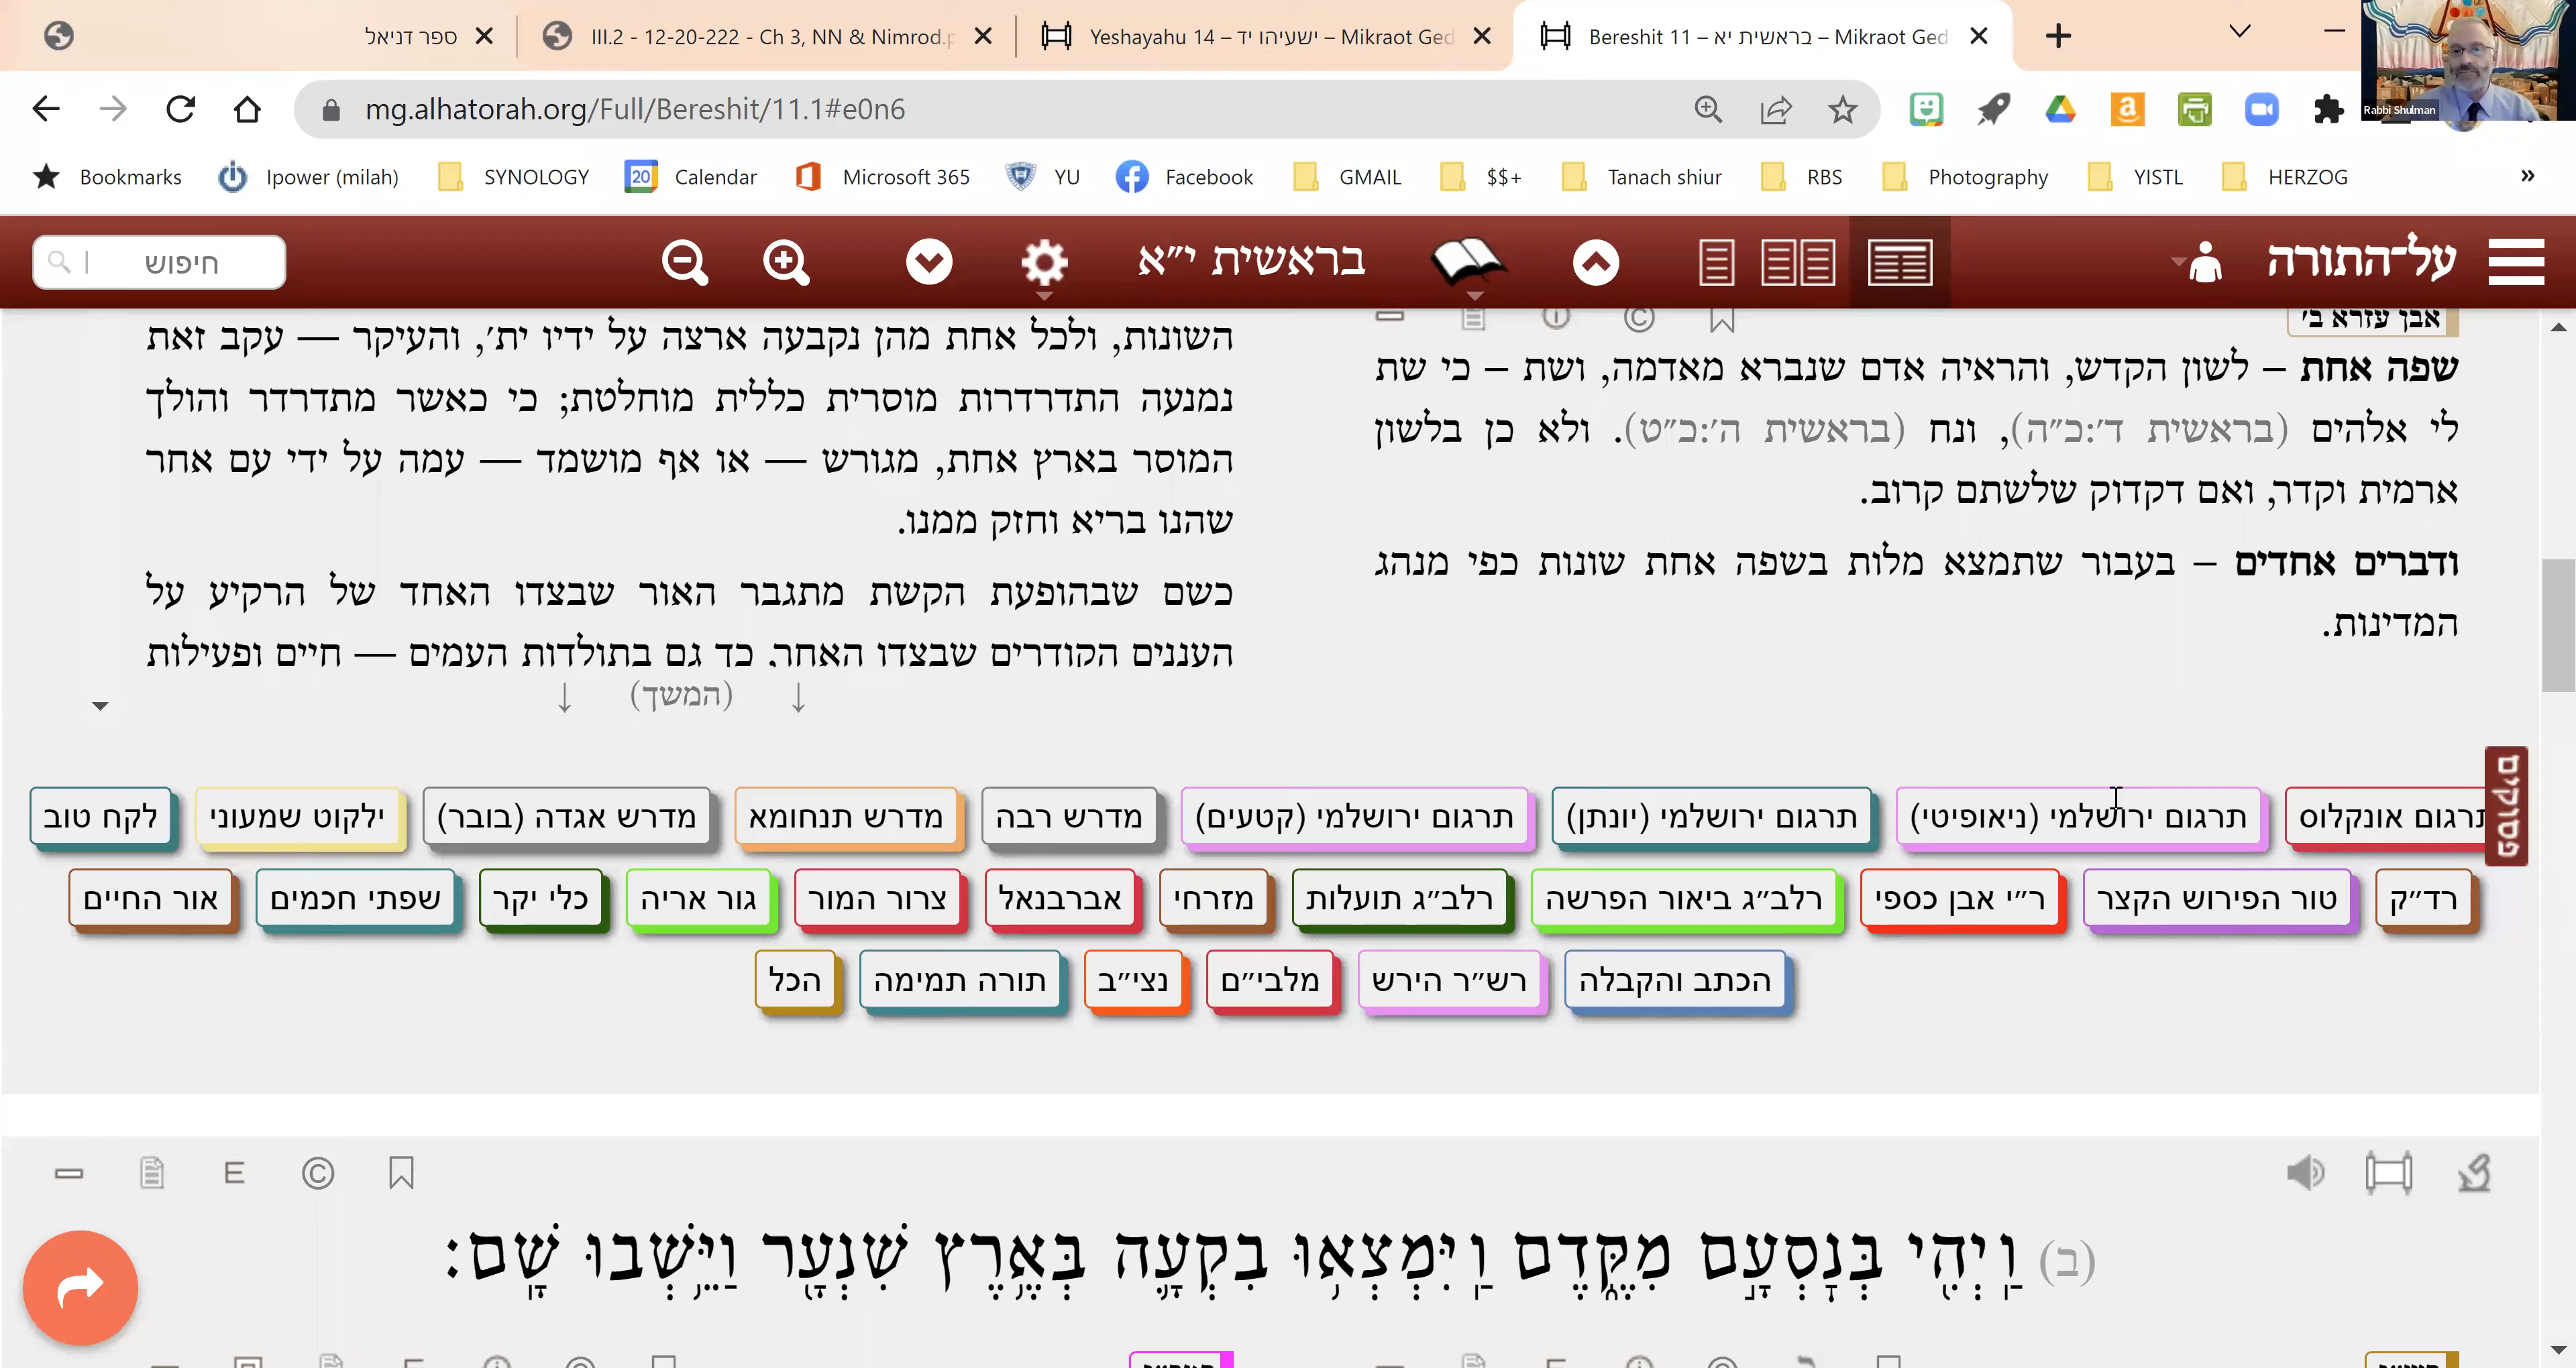 ספר דניאל
III.2 - 12-20-222 - Ch 3, NN & Nimrod.p
Yeshayahu 14 – ישעיהו יד – Mikraot Ged
Bereshit 11 – בראשית יא – Mikraot Ged
mg.alhatorah.org/Full/Bereshit/11.1#e0n6
Rabbi Shulman
Bookmarks Ipower (milah) SYNOLOGY 20 Calendar Microsoft 365 YU Facebook GMAIL $$+ Tanach shiur RBS Photography YISTL HERZOG »
על־התורה
בראשית י״א
חיפוש
אבן עזרא ב׳
שפה אחת – לשון הקדש, והראיה אדם שנברא מאדמה, ושת – כי שת
לי אלהים (בראשית ד׳:כ״ה), ונח (בראשית ה׳:כ״ט). ולא כן בלשון
ארמית וקדר, ואם דקדוק שלשתם קרוב.
ודברים אחדים – בעבור שתמצא מלות בשפה אחת שונות כפי מנהג
המדינות.
השונות, ולכל אחת מהן נקבעה ארצה על ידיו ית׳, והעיקר — עקב זאת
נמנעה התדרדרות מוסרית כללית מוחלטת; כי כאשר מתדרדר והולך
המוסר בארץ אחת, מגורש — או אף מושמד — עמה על ידי עם אחר
שהנו בריא וחזק ממנו.
כשם שבהופעת הקשת מתגבר האור שבצדו האחד של הרקיע על
העננים הקודרים שבצדו האחר, כך גם בתולדות העמים — חיים ופעילות
↓ (המשך) ↓
פסוקים
תרגום אונקלוס תרגום ירושלמי (ניאופיטי) תרגום ירושלמי (יונתן) תרגום ירושלמי (קטעים) מדרש רבה מדרש תנחומא מדרש אגדה (בובר) ילקוט שמעוני לקח טוב
רד״ק טור הפירוש הקצר ר״י אבן כספי רלב״ג ביאור הפרשה רלב״ג תועלות מזרחי אברבנאל צרור המור גור אריה כלי יקר שפתי חכמים אור החיים
הכתב והקבלה רש״ר הירש מלבי״ם נצי״ב תורה תמימה הכל
E ©
(ב) וַיְהִי בְּנׇסְעָם מִקֶּדֶם וַיִּמְצְאוּ בִקְעָה בְּאֶרֶץ שִׁנְעָר וַיֵּשְׁבוּ שָׁם׃